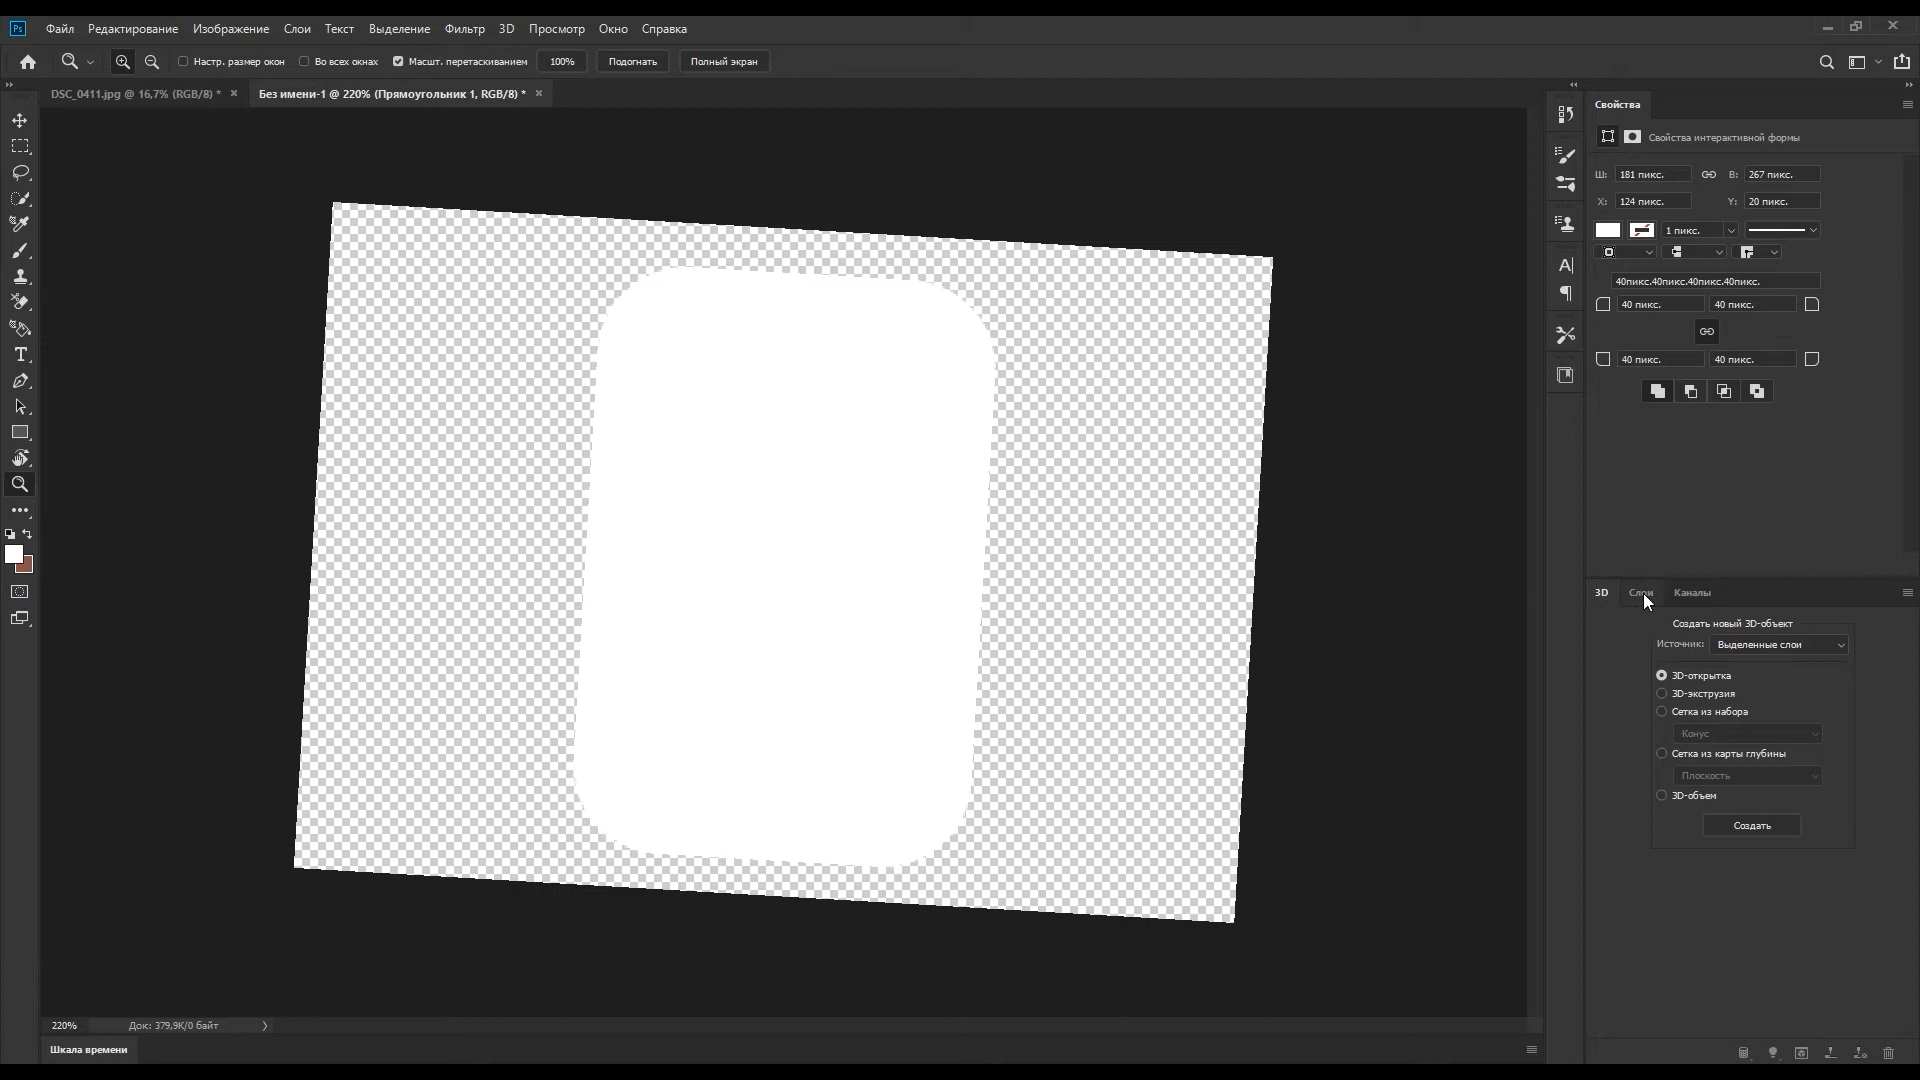 Ps Файл Редактирование Изображение Слои Текст Выделение Фильтр 3D Просмотр Окно Справка
Настр. размер окон Во всех окнах Масшт. перетаскиванием 100% Подогнать Полный экран
DSC_0411.jpg @ 16,7% (RGB/8) * × Без имени-1 @ 220% (Прямоугольник 1, RGB/8) * ×
Свойства
Свойства интерактивной формы
Ш: 181 пикс. В: 267 пикс.
X: 124 пикс. Y: 20 пикс.
1 пикс.
40пикс.40пикс.40пикс.40пикс.
40 пикс. 40 пикс.
40 пикс. 40 пикс.
3D Слои Каналы
Создать новый 3D-объект
Источник: Выделенные слои
3D-открытка
3D-экструзия
Сетка из набора
Конус
Сетка из карты глубины
Плоскость
3D-объем
Создать
220% Док: 379,9K/0 байт
Шкала времени